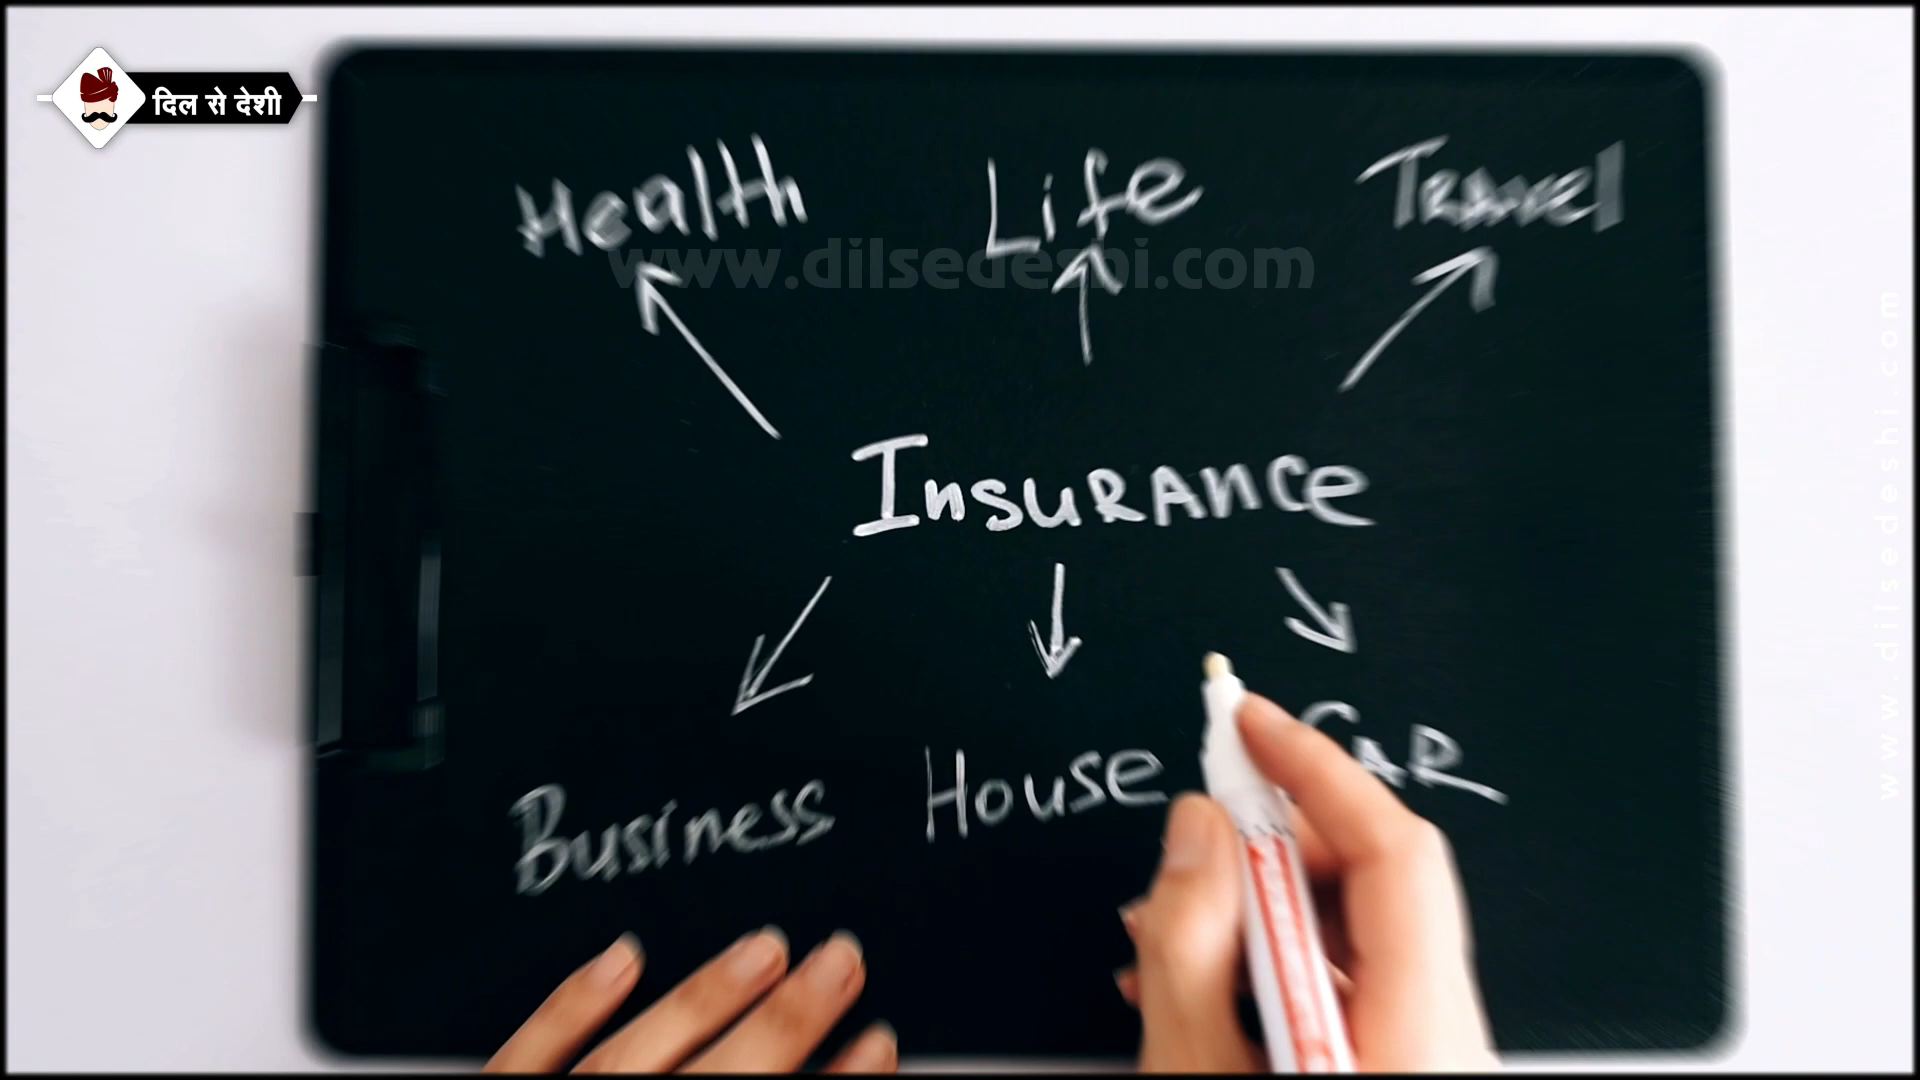 दिल से देशी
Health Life Travel
www.dilsedeshi.com
Insurance
Business House Car
www.dilsedeshi.com